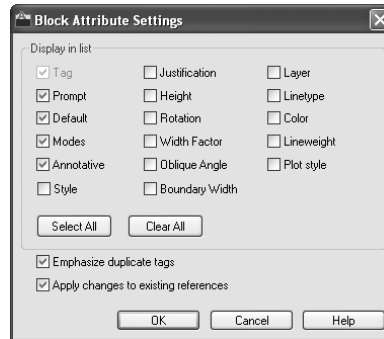 Block Attribute Settings
Display in list
Tag Justification Layer
Prompt Height Linetype
Default Rotation Color
Modes Width Factor Lineweight
Annotative Oblique Angle Plot style
Style Boundary Width
Select All Clear All
Emphasize duplicate tags
Apply changes to existing references
OK Cancel Help